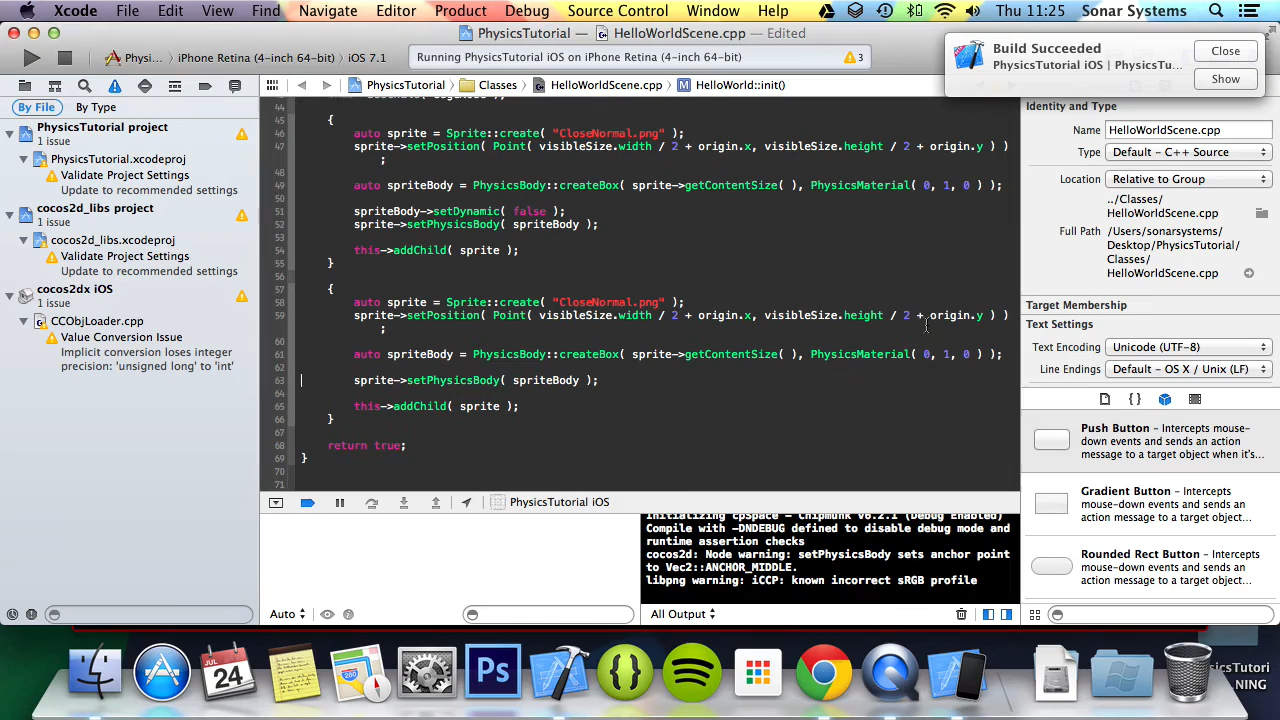 Xcode File Edit View Find Navigate Editor Product Debug Source Control Window Help Thu 11:25 Sonar Systems
PhysicsTutorial — HelloWorldScene.cpp — Edited
Physi... iPhone Retina (4-inch 64-bit) iOS 7.1
Running PhysicsTutorial iOS on iPhone Retina (4-inch 64-bit) 3
Build Succeeded
PhysicsTutorial iOS | PhysicsTu...
Close
Show
PhysicsTutorial Classes HelloWorldScene.cpp HelloWorld::init()
By File By Type
PhysicsTutorial project
1 issue
PhysicsTutorial.xcodeproj
Validate Project Settings
Update to recommended settings
cocos2d_libs project
1 issue
cocos2d_libs.xcodeproj
Validate Project Settings
Update to recommended settings
cocos2dx iOS
1 issue
CCObjLoader.cpp
Value Conversion Issue
Implicit conversion loses integer
precision: 'unsigned long' to 'int'
44
45 {
46 auto sprite = Sprite::create( "CloseNormal.png" );
47 sprite->setPosition( Point( visibleSize.width / 2 + origin.x, visibleSize.height / 2 + origin.y ) )
;
48
49 auto spriteBody = PhysicsBody::createBox( sprite->getContentSize( ), PhysicsMaterial( 0, 1, 0 ) );
50
51 spriteBody->setDynamic( false );
52 sprite->setPhysicsBody( spriteBody );
53
54 this->addChild( sprite );
55 }
56
57 {
58 auto sprite = Sprite::create( "CloseNormal.png" );
59 sprite->setPosition( Point( visibleSize.width / 2 + origin.x, visibleSize.height / 2 + origin.y ) )
;
60
61 auto spriteBody = PhysicsBody::createBox( sprite->getContentSize( ), PhysicsMaterial( 0, 1, 0 ) );
62
63 sprite->setPhysicsBody( spriteBody );
64
65 this->addChild( sprite );
66 }
67
68 return true;
69 }
70
71
PhysicsTutorial iOS
Initializing cpSpace - Chipmunk v6.2.1 (Debug Enabled)
Compile with -DNDEBUG defined to disable debug mode and
runtime assertion checks
cocos2d: Node warning: setPhysicsBody sets anchor point
to Vec2::ANCHOR_MIDDLE.
libpng warning: iCCP: known incorrect sRGB profile
Auto
All Output
Identity and Type
Name HelloWorldScene.cpp
Type Default - C++ Source
Location Relative to Group
../Classes/
HelloWorldScene.cpp
Full Path /Users/sonarsystems/
Desktop/PhysicsTutorial/
Classes/
HelloWorldScene.cpp
Target Membership
Text Settings
Text Encoding Unicode (UTF-8)
Line Endings Default - OS X / Unix (LF)
Push Button – Intercepts mouse-
down events and sends an action
message to a target object when it's...
Gradient Button – Intercepts
mouse-down events and sends an
action message to a target object...
Rounded Rect Button – Intercepts
mouse-down events and sends an
action message to a target object...
JUL
24
280
Ps
PhysicsTutori
NING